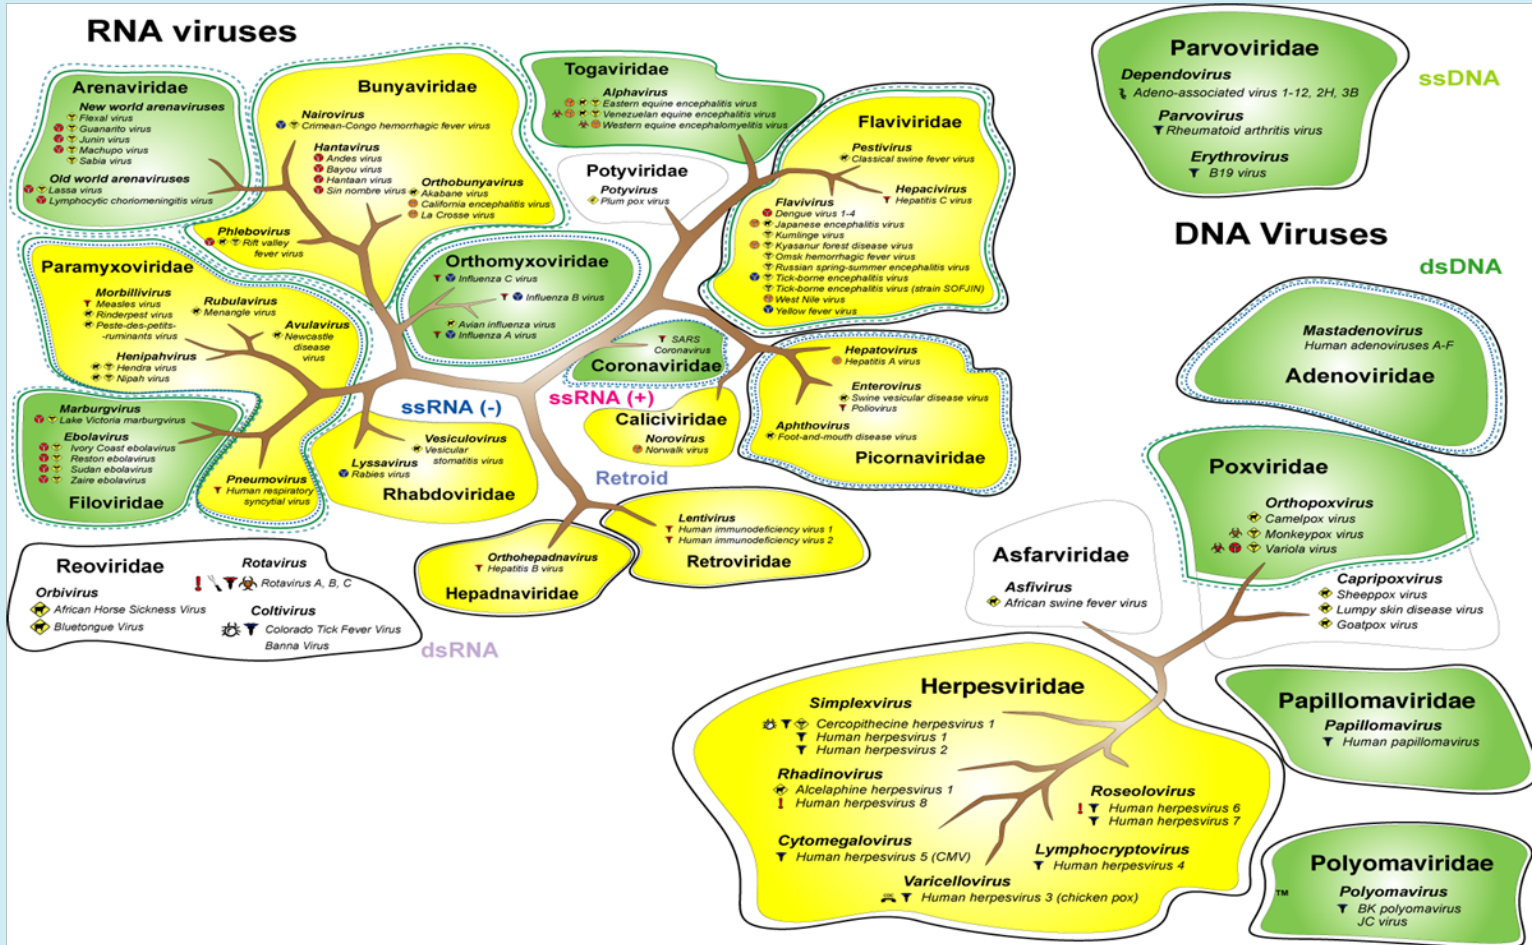 RNA viruses
Arenaviridae
New world arenaviruses
Flexal virus
Guanarito virus
Junin virus
Machupo virus
Sabia virus
Old world arenaviruses
Lassa virus
Lymphocytic choriomeningitis virus
Bunyaviridae
Nairovirus
Crimean-Congo hemorrhagic fever virus
Hantavirus
Andes virus
Bayou virus
Hantaan virus
Sin nombre virus
Orthobunyavirus
Akabane virus
California encephalitis virus
La Crosse virus
Phlebovirus
Rift valley
fever virus
Togaviridae
Alphavirus
Eastern equine encephalitis virus
Venezuelan equine encephalitis virus
Western equine encephalomyelitis virus
Potyviridae
Potyvirus
Plum pox virus
Flaviviridae
Pestivirus
Classical swine fever virus
Hepacivirus
Hepatitis C virus
Flavivirus
Dengue virus 1-4
Japanese encephalitis virus
Kumlinge virus
Kyasanur forest disease virus
Omsk hemorrhagic fever virus
Russian spring-summer encephalitis virus
Tick-borne encephalitis virus
Tick-borne encephalitis virus (strain SOFJIN)
West Nile virus
Yellow fever virus
Paramyxoviridae
Morbillivirus
Measles virus
Rinderpest virus
Peste-des-petits-
-ruminants virus
Rubulavirus
Menangle virus
Avulavirus
Newcastle
disease
virus
Henipahvirus
Hendra virus
Nipah virus
Pneumovirus
Human respiratory
syncytial virus
Orthomyxoviridae
Influenza C virus
Influenza B virus
Avian influenza virus
Influenza A virus
SARS
Coronavirus
Coronaviridae
Hepatovirus
Hepatitis A virus
Enterovirus
Swine vesicular disease virus
Poliovirus
Aphthovirus
Foot-and-mouth disease virus
Picornaviridae
ssRNA (-)
ssRNA (+)
Caliciviridae
Norovirus
Norwalk virus
Marburgvirus
Lake Victoria marburgvirus
Ebolavirus
Ivory Coast ebolavirus
Reston ebolavirus
Sudan ebolavirus
Zaire ebolavirus
Filoviridae
Vesiculovirus
Vesicular
stomatitis virus
Lyssavirus
Rabies virus
Rhabdoviridae
Retroid
Lentivirus
Human immunodeficiency virus 1
Human immunodeficiency virus 2
Retroviridae
Orthohepadnavirus
Hepatitis B virus
Hepadnaviridae
Reoviridae
Rotavirus
Rotavirus A, B, C
Orbivirus
African Horse Sickness Virus
Bluetongue Virus
Coltivirus
Colorado Tick Fever Virus
Banna Virus
dsRNA
Parvoviridae
Dependovirus
Adeno-associated virus 1-12, 2H, 3B
Parvovirus
Rheumatoid arthritis virus
Erythrovirus
B19 virus
ssDNA
DNA Viruses
dsDNA
Mastadenovirus
Human adenoviruses A-F
Adenoviridae
Poxviridae
Orthopoxvirus
Camelpox virus
Monkeypox virus
Variola virus
Capripoxvirus
Sheeppox virus
Lumpy skin disease virus
Goatpox virus
Asfarviridae
Asfivirus
African swine fever virus
Herpesviridae
Simplexvirus
Cercopithecine herpesvirus 1
Human herpesvirus 1
Human herpesvirus 2
Rhadinovirus
Alcelaphine herpesvirus 1
Human herpesvirus 8
Roseolovirus
Human herpesvirus 6
Human herpesvirus 7
Cytomegalovirus
Human herpesvirus 5 (CMV)
Lymphocryptovirus
Human herpesvirus 4
Varicellovirus
Human herpesvirus 3 (chicken pox)
Papillomaviridae
Papillomavirus
Human papillomavirus
Polyomaviridae
TM
Polyomavirus
BK polyomavirus
JC virus